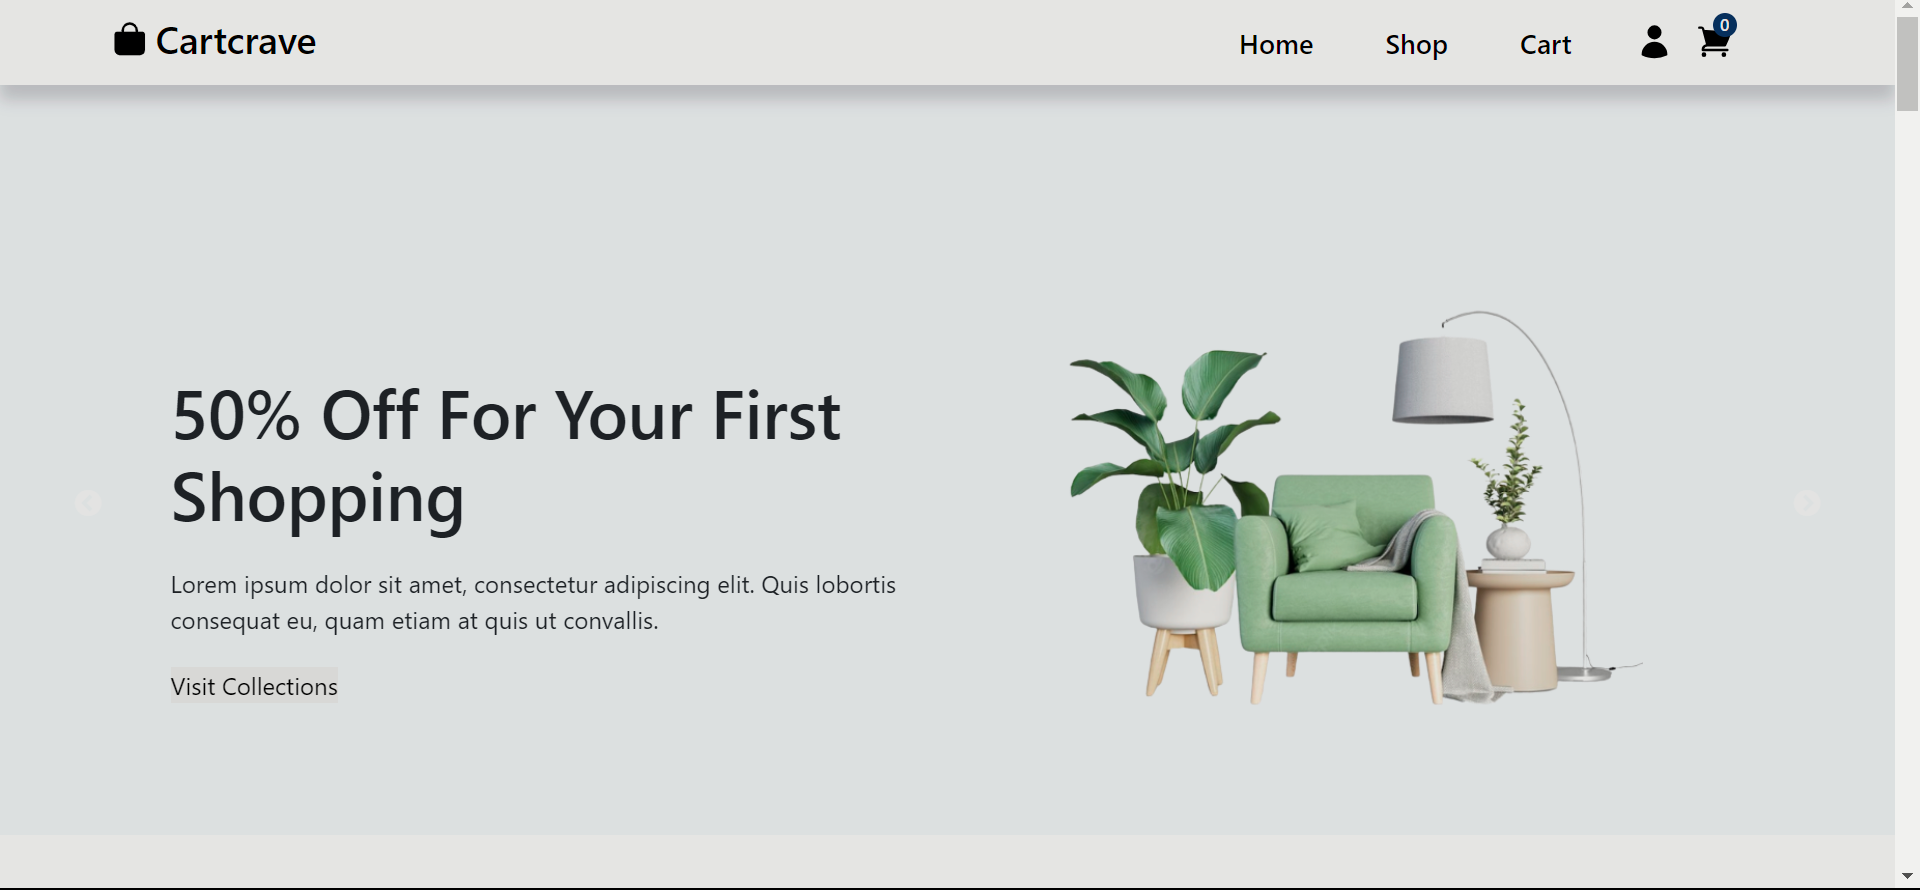 Cartcrave
Home Shop Cart 0
50% Off For Your First
Shopping
Lorem ipsum dolor sit amet, consectetur adipiscing elit. Quis lobortis
consequat eu, quam etiam at quis ut convallis.
Visit Collections